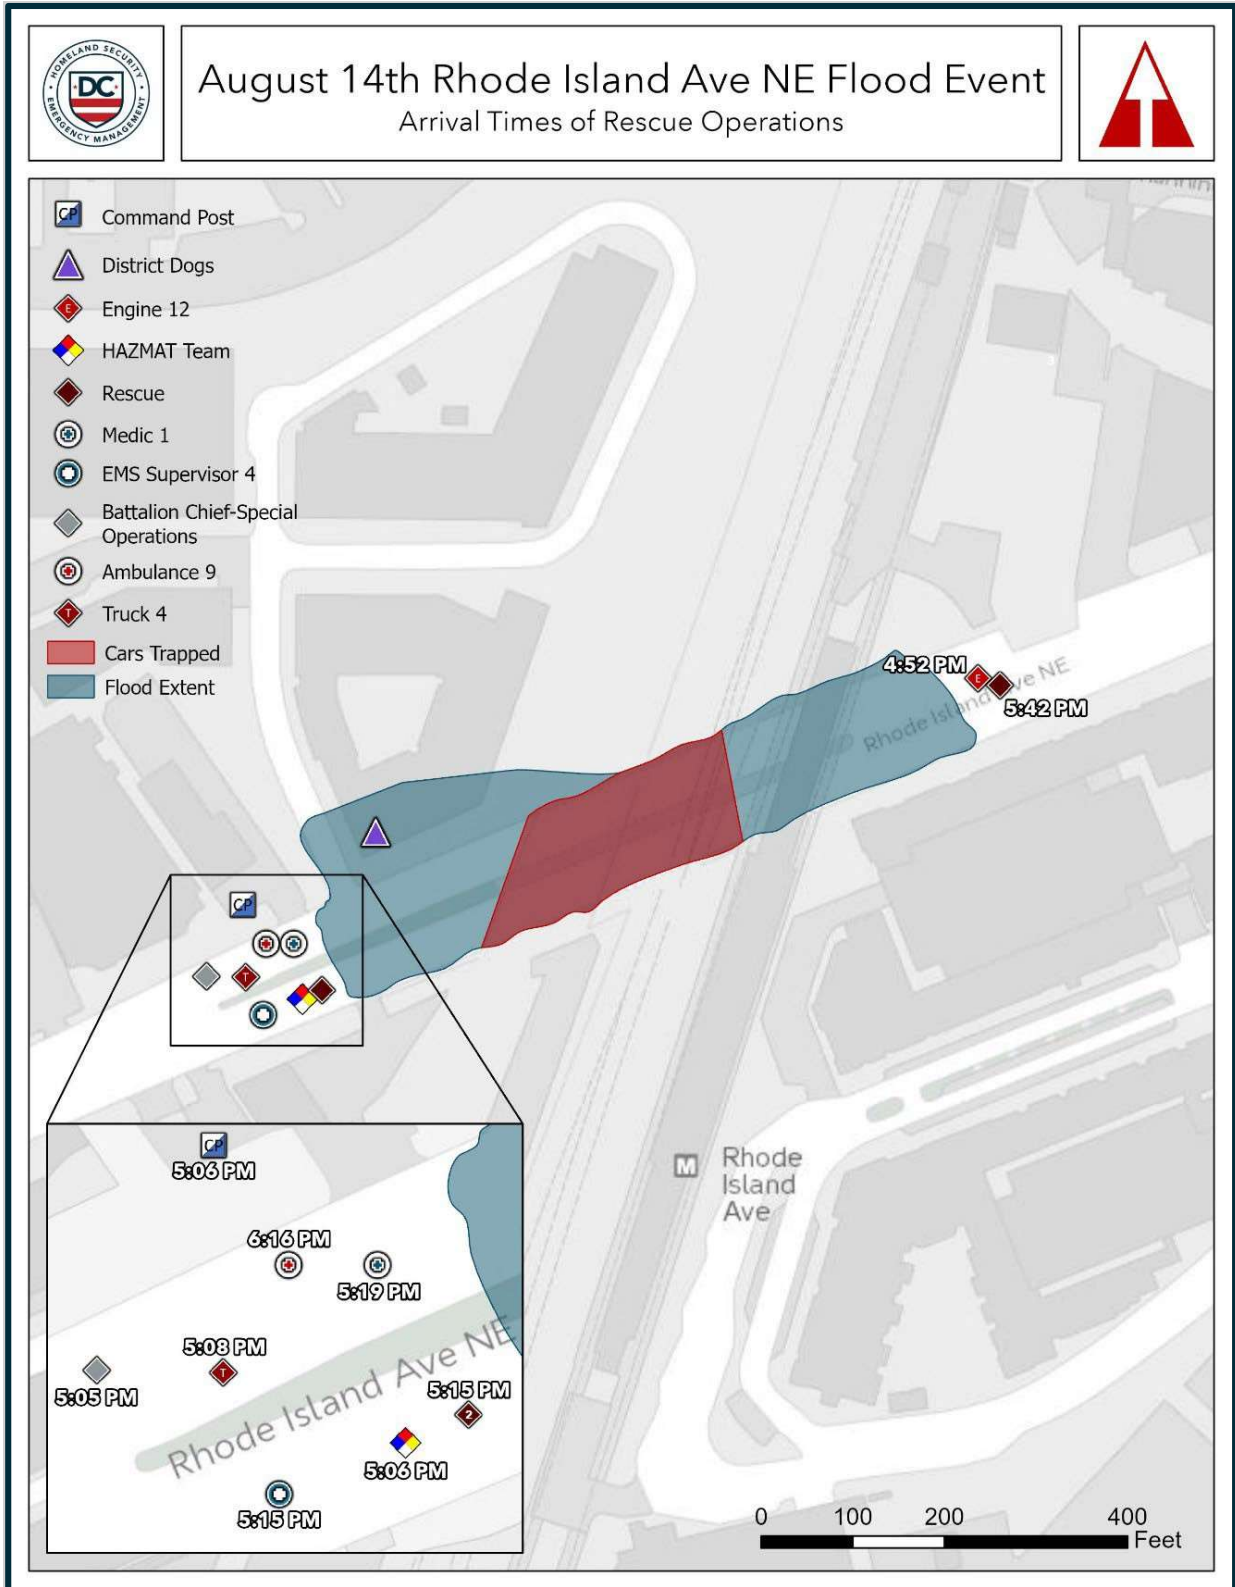 HOMELAND SECURITY
DC
EMERGENCY MANAGEMENT
August 14th Rhode Island Ave NE Flood Event
Arrival Times of Rescue Operations
CP Command Post
District Dogs
E Engine 12
HAZMAT Team
Rescue
Medic 1
EMS Supervisor 4
Battalion Chief-Special
Operations
Ambulance 9
T Truck 4
Cars Trapped
Flood Extent
4:52 PM
E
5:42 PM
Rhode Island Ave NE
CP
T
CP
5:06 PM
6:16 PM
5:19 PM
5:08 PM
T
5:05 PM
Rhode Island Ave NE
5:15 PM
2
5:06 PM
5:15 PM
M Rhode
Island
Ave
0 100 200 400
Feet